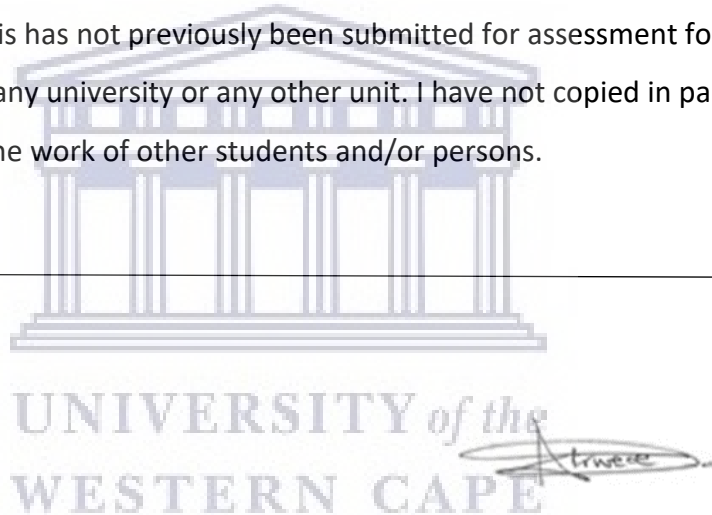 is has not previously been submitted for assessment fo
any university or any other unit. I have not copied in pa
ne work of other students and/or persons.
UNIVERSITY of the
WESTERN CAPE